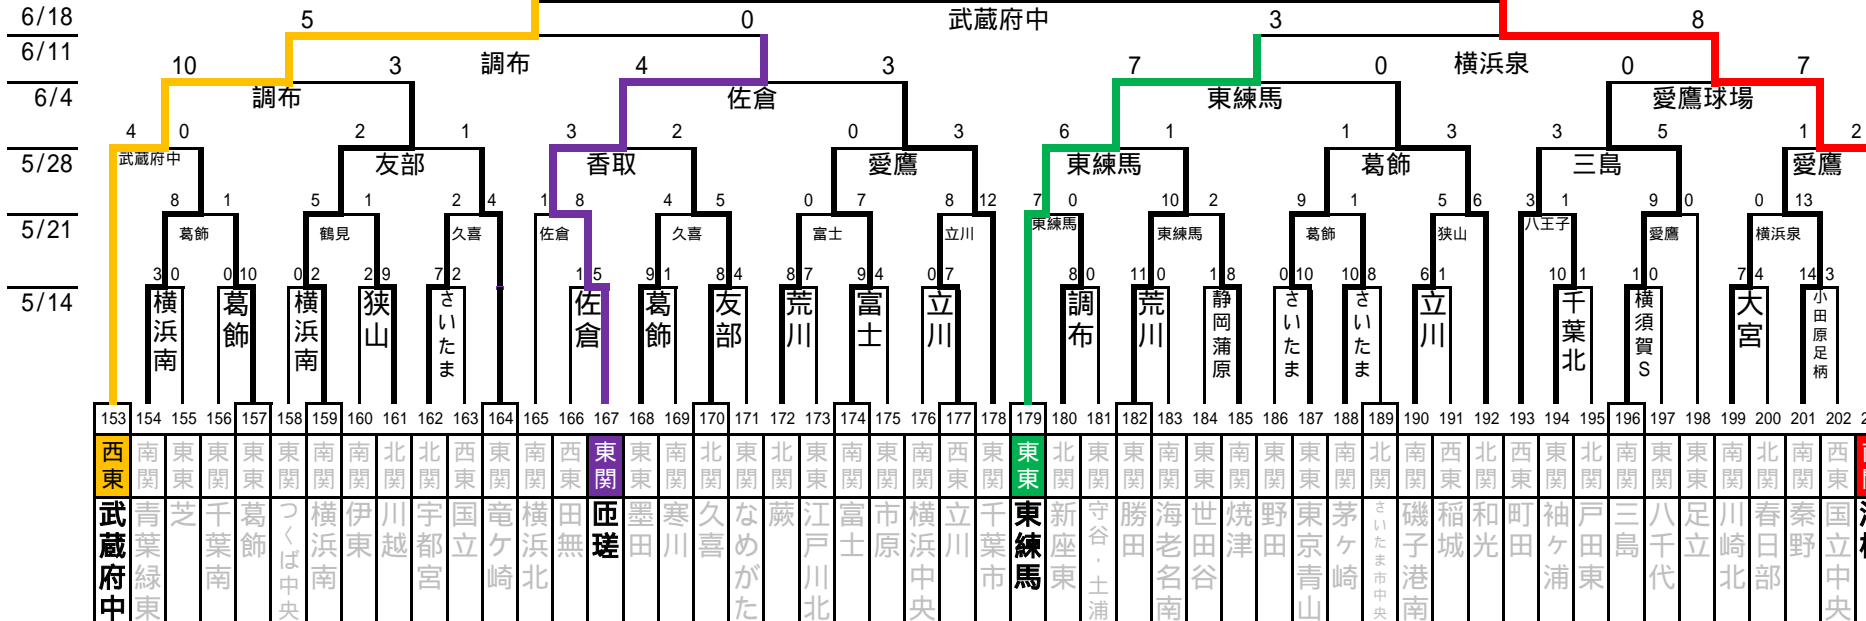 6/18 5 0 武蔵府中 3 8
6/11 10 3 調布 4 3 7 0 横浜泉 0 7
6/4 調布 佐倉 東練馬 愛鷹球場
4 0 2 1 3 2 0 3 6 1 1 3 3 5 1 2
5/28 武蔵府中 友部 香取 愛鷹 東練馬 葛飾 三島 愛鷹
8 1 5 1 2 4 1 8 4 5 0 7 8 12 7 0 10 2 9 1 5 6 3 1 9 0 0 13
5/21 葛飾 鶴見 久喜 佐倉 久喜 富士 立川 東練馬 東練馬 葛飾 狭山 八王子 愛鷹 横浜泉
3 0 0 10 0 2 2 9 7 2 1 5 9 1 8 4 8 7 9 4 0 7 8 0 11 0 1 8 0 10 10 8 6 1 10 1 1 0 7 4 14 3
5/14 横浜南 葛飾 横浜南 狭山 さいたま 佐倉 葛飾 友部 荒川 富士 立川 調布 荒川 静岡蒲原 さいたま さいたま 立川 千葉北 横須賀S 大宮 小田原足柄
153 154 155 156 157 158 159 160 161 162 163 164 165 166 167 168 169 170 171 172 173 174 175 176 177 178 179 180 181 182 183 184 185 186 187 188 189 190 191 192 193 194 195 196 197 198 199 200 201 202 2
西東 南関 東東 東関 東東 東関 南関 南関 北関 北関 西東 南関 南関 西東 東関 東東 南関 北関 東関 北関 東東 南関 東関 南関 西東 東関 東東 北関 東関 東関 南関 東東 南関 東関 東東 南関 北関 南関 西東 北関 西東 東関 北関 南関 東関 東東 南関 北関 南関 西東
武蔵府中 青葉緑東 芝 千葉南 葛飾 つくば中央 横浜南 伊東 川越 宇都宮 国立 竜ケ崎 横浜北 田無 匝瑳 墨田 寒川 久喜 なめがた 蕨 江戸川北 富士 市原 横浜中央 立川 千葉市 東練馬 新座東 守谷・土浦 勝田 海老名南 世田谷 焼津 野田 東京青山 茅ヶ崎 さいたま市中央 磯子港南 稲城 和光 町田 袖ヶ浦 戸田東 三島 八千代 足立 川崎北 春日部 秦野 国立中央